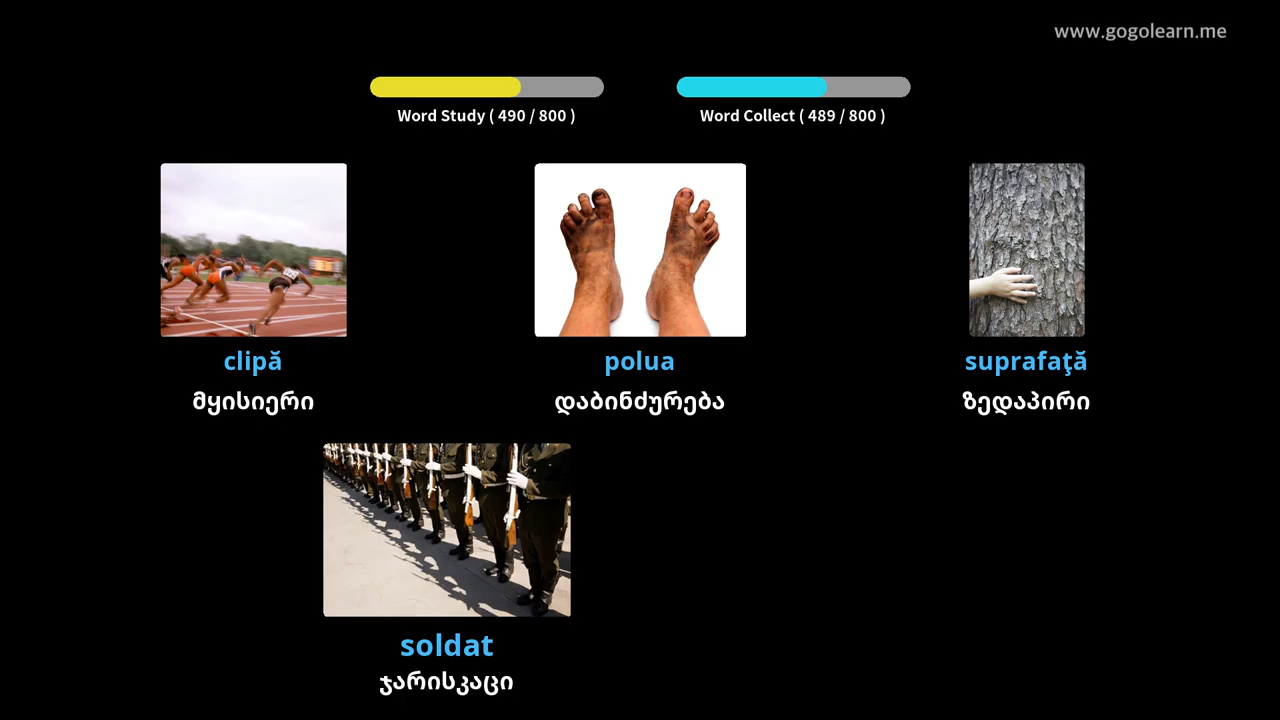 www.gogolearn.me
Word Study ( 490 / 800 )
Word Collect ( 489 / 800 )
clipă
polua
suprafaţă
მყისიერი
დაბინძურება
ზედაპირი
soldat
ჯარისკაცი